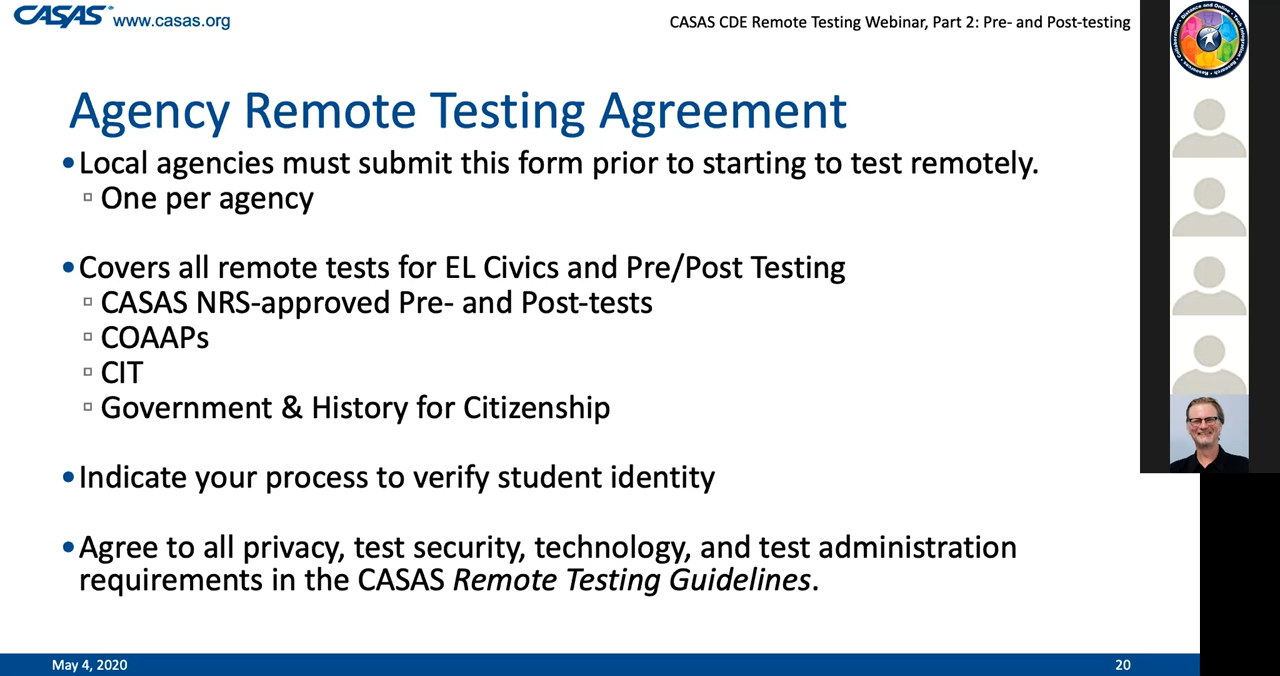 CASAS www.casas.org
CASAS CDE Remote Testing Webinar, Part 2: Pre- and Post-testing
Agency Remote Testing Agreement
•Local agencies must submit this form prior to starting to test remotely.
▫ One per agency
•Covers all remote tests for EL Civics and Pre/Post Testing
▫ CASAS NRS-approved Pre- and Post-tests
▫ COAAPs
▫ CIT
▫ Government & History for Citizenship
•Indicate your process to verify student identity
•Agree to all privacy, test security, technology, and test administration
requirements in the CASAS Remote Testing Guidelines.
May 4, 2020
20